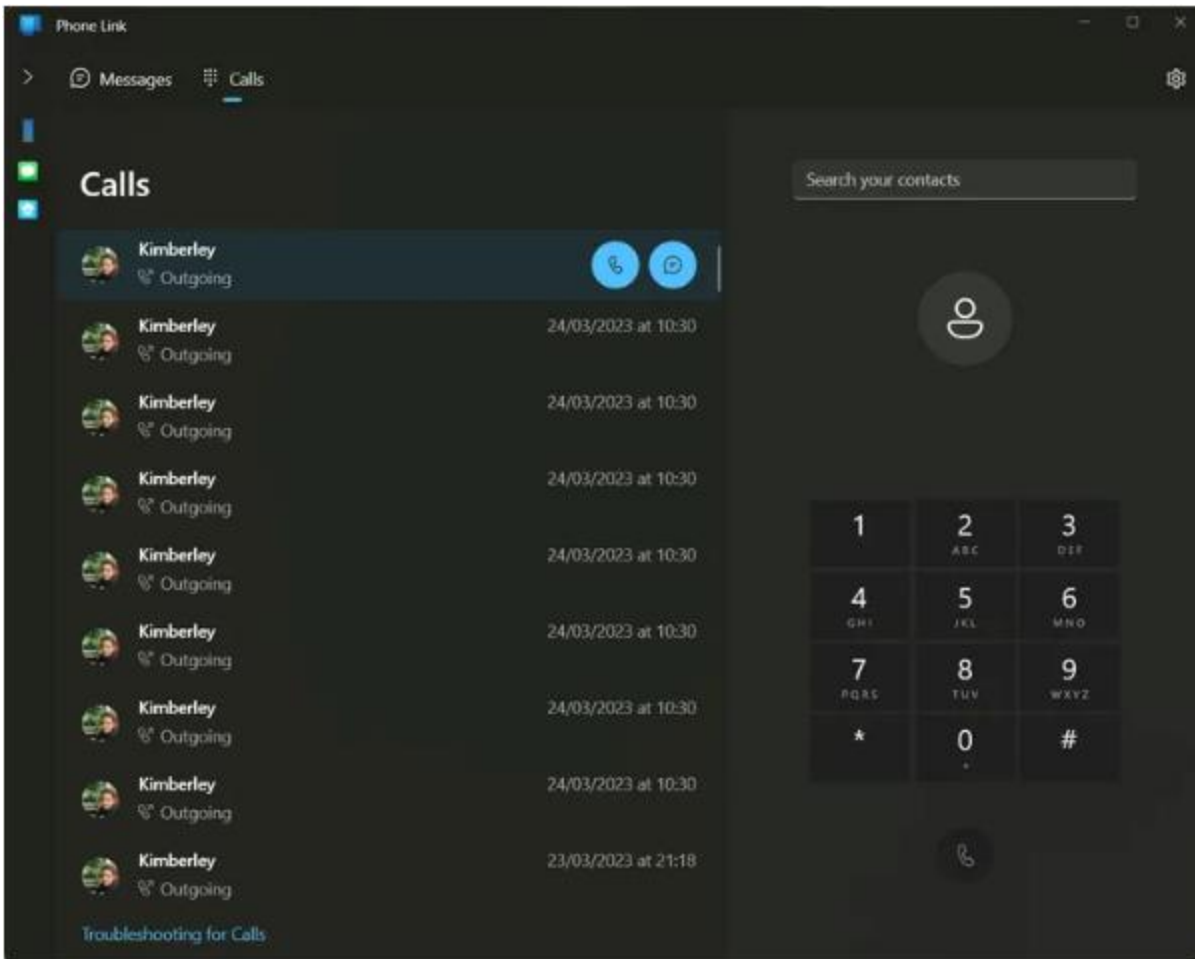 Phone Link
Messages Calls
Calls
Search your contacts
Kimberley
Outgoing
Kimberley 24/03/2023 at 10:30
Outgoing
Kimberley 24/03/2023 at 10:30
Outgoing
Kimberley 24/03/2023 at 10:30
Outgoing
Kimberley 24/03/2023 at 10:30
Outgoing
Kimberley 24/03/2023 at 10:30
Outgoing
Kimberley 24/03/2023 at 10:30
Outgoing
Kimberley 24/03/2023 at 10:30
Outgoing
Kimberley 23/03/2023 at 21:18
Outgoing
Troubleshooting for Calls
1 2 3
ABC DEF
4 5 6
GHI JKL MNO
7 8 9
PQRS TUV WXYZ
* 0 #